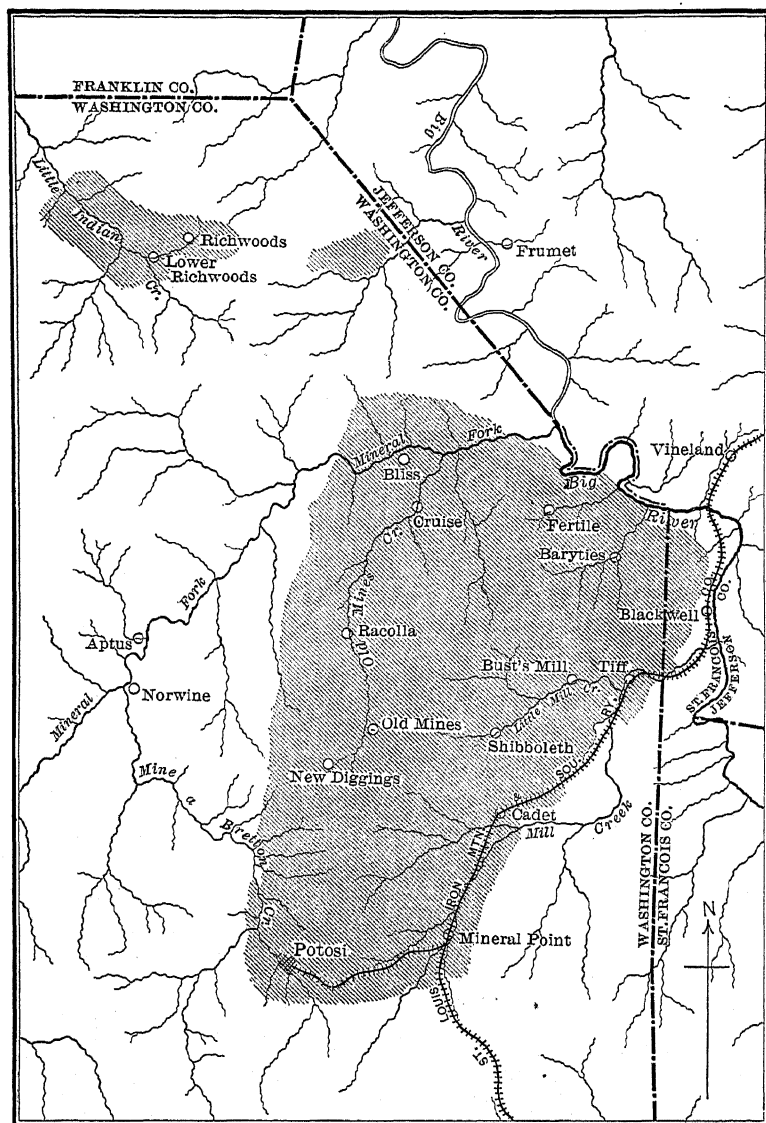 FRANKLIN CO.
WASHINGTON CO.
Big
River
JEFFERSON CO.
WASHINGTON CO.
Little
Indian
Cr.
Richwoods
Lower
Richwoods
Frumet
Mineral
Fork
Bliss
Vineland
Big
River
Cruise
Fertile
Baryties
Old Mines
Cr.
Fork
Aptus
Racolla
Blackwell
ST. FRANCOIS CO.
JEFFERSON CO.
Norwine
Mineral
Bust's Mill
Tiff
Little Mill Cr.
Old Mines
Shibboleth
New Diggings
Mine a
Breton
Cr.
Cadet
Mill
Creek
WASHINGTON CO.
ST. FRANCOIS CO.
N
Potosi
Mineral Point
ST. LOUIS IRON MTN. & SOU. RY.